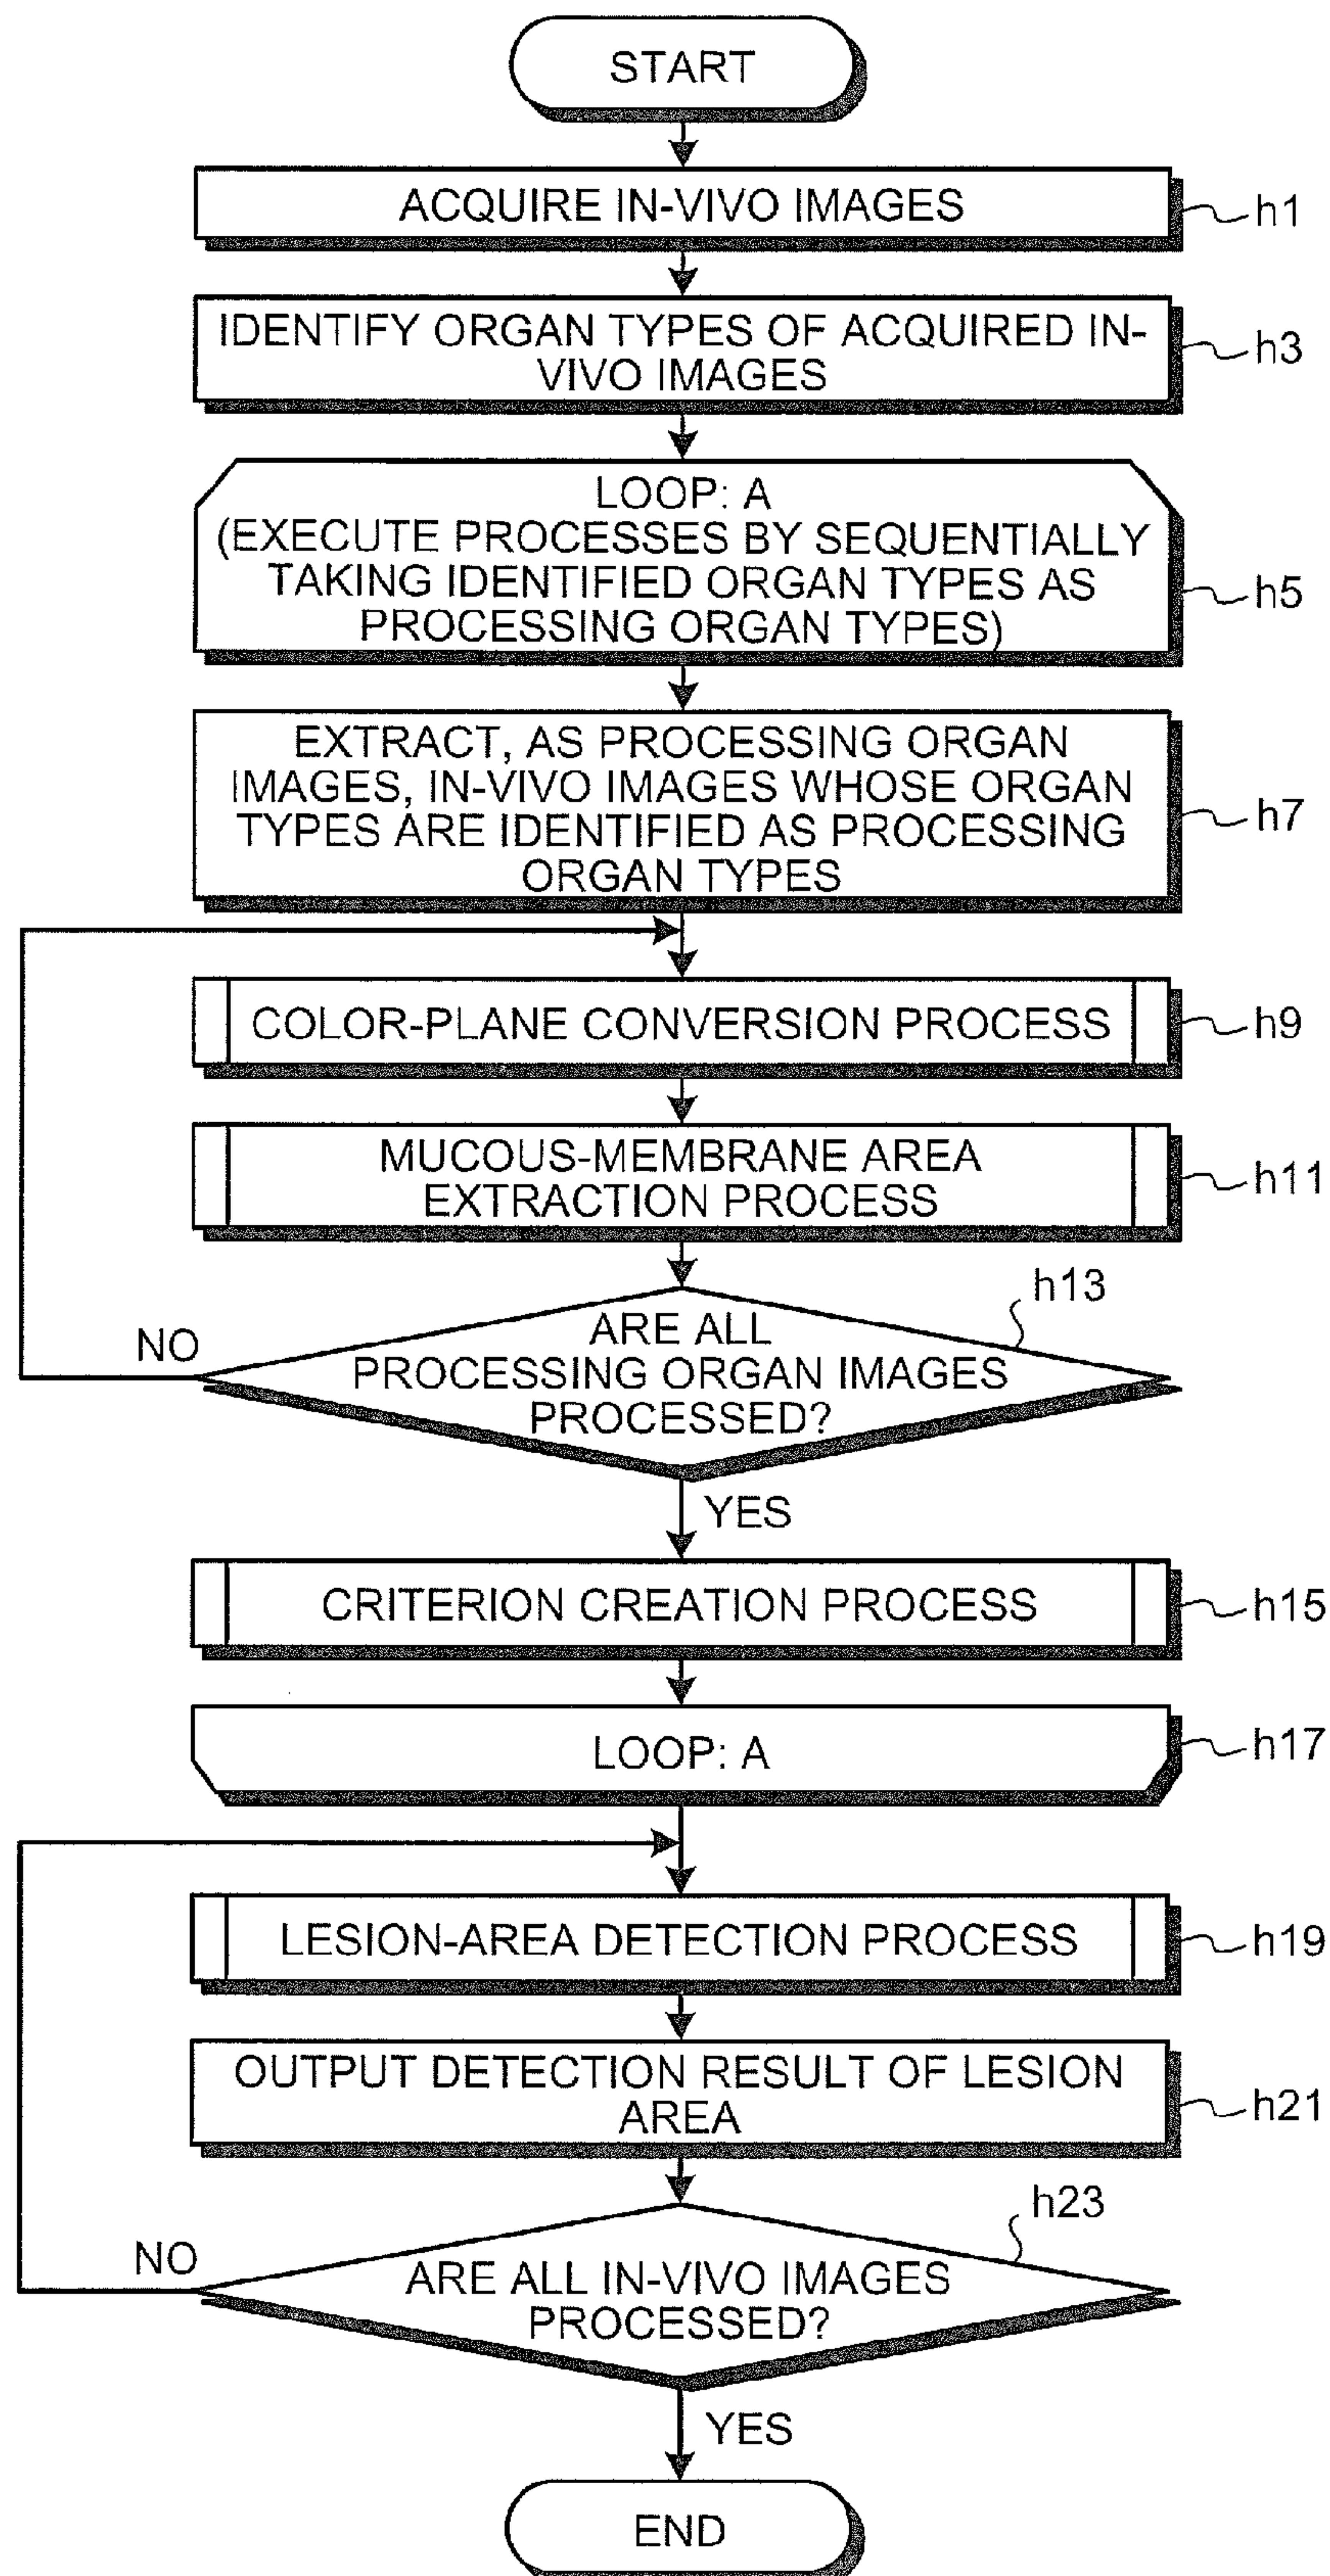 START
ACQUIRE IN-VIVO IMAGES
h1
IDENTIFY ORGAN TYPES OF ACQUIRED IN-
VIVO IMAGES
h3
LOOP: A
(EXECUTE PROCESSES BY SEQUENTIALLY
TAKING IDENTIFIED ORGAN TYPES AS
PROCESSING ORGAN TYPES)
h5
EXTRACT, AS PROCESSING ORGAN
IMAGES, IN-VIVO IMAGES WHOSE ORGAN
TYPES ARE IDENTIFIED AS PROCESSING
ORGAN TYPES
h7
COLOR-PLANE CONVERSION PROCESS
h9
MUCOUS-MEMBRANE AREA
EXTRACTION PROCESS
h11
h13
ARE ALL
PROCESSING ORGAN IMAGES
PROCESSED?
NO
YES
CRITERION CREATION PROCESS
h15
LOOP: A
h17
LESION-AREA DETECTION PROCESS
h19
OUTPUT DETECTION RESULT OF LESION
AREA
h21
h23
ARE ALL IN-VIVO IMAGES
PROCESSED?
NO
YES
END